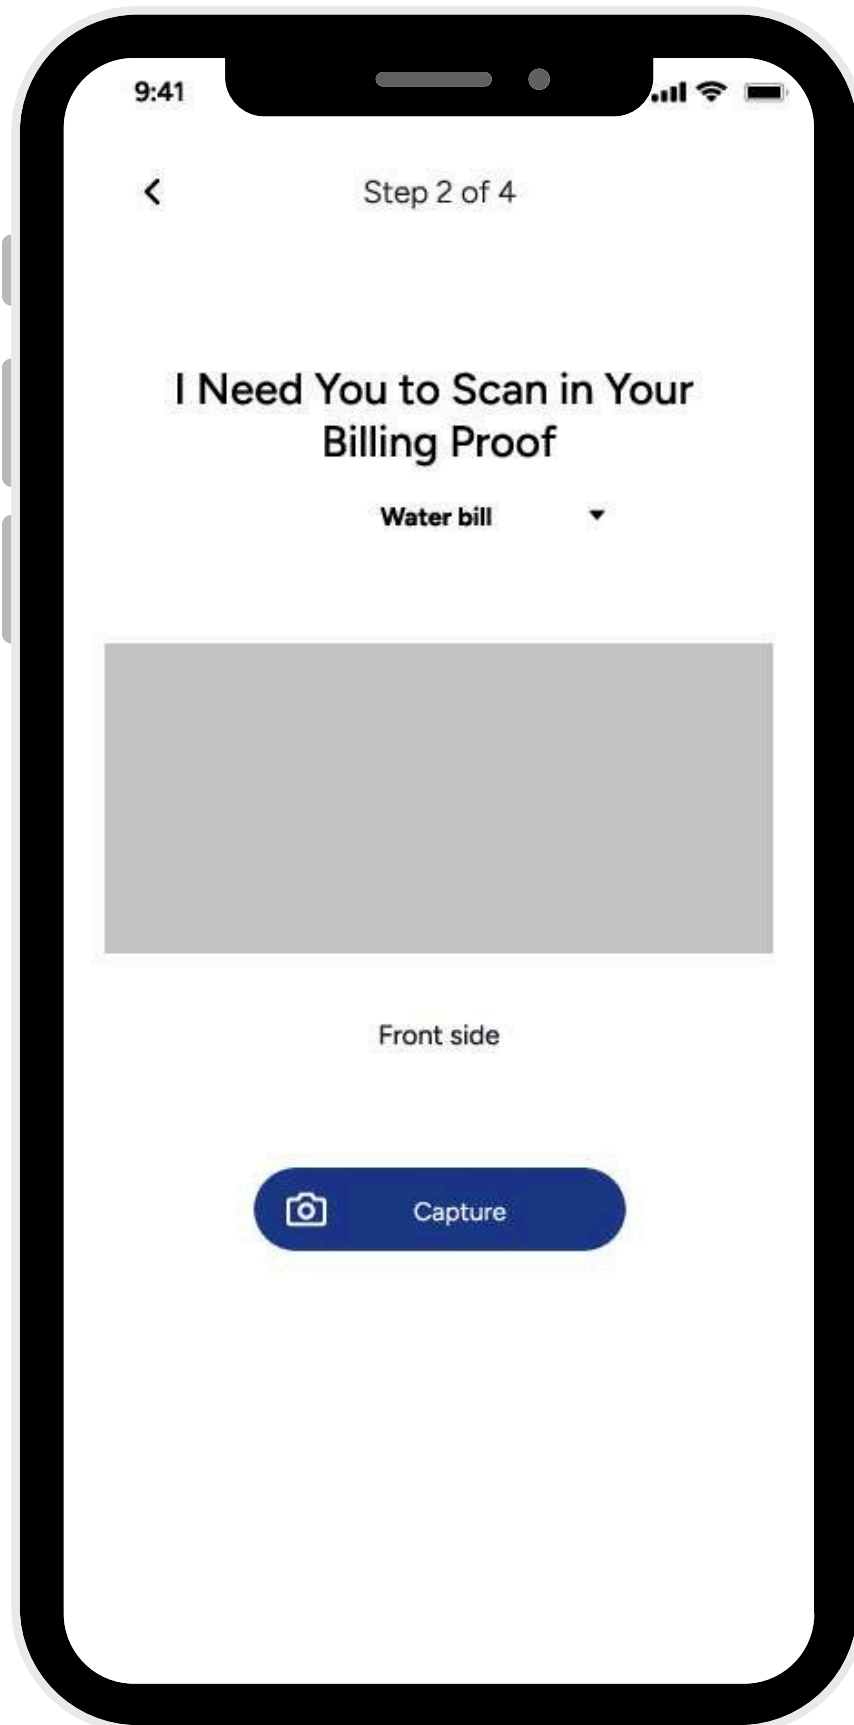 9:41
Step 2 of 4
I Need You to Scan in Your
Billing Proof
Water bill
Front side
Capture